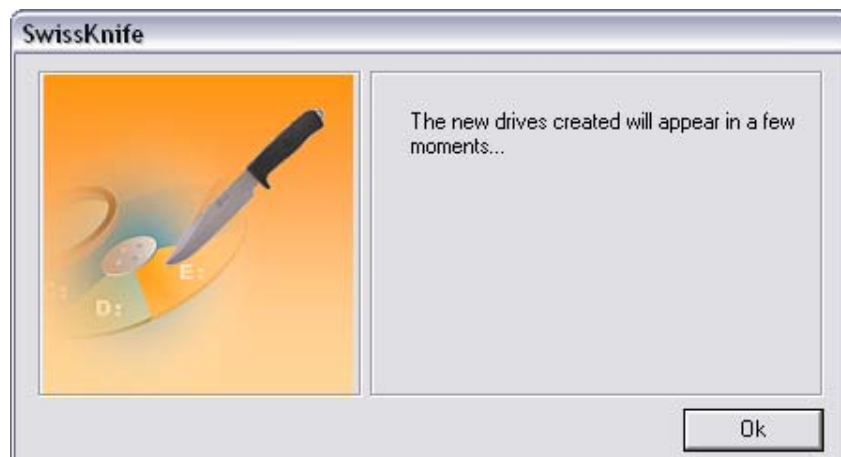 SwissKnife
The new drives created will appear in a few
moments...
E:
D:
Ok